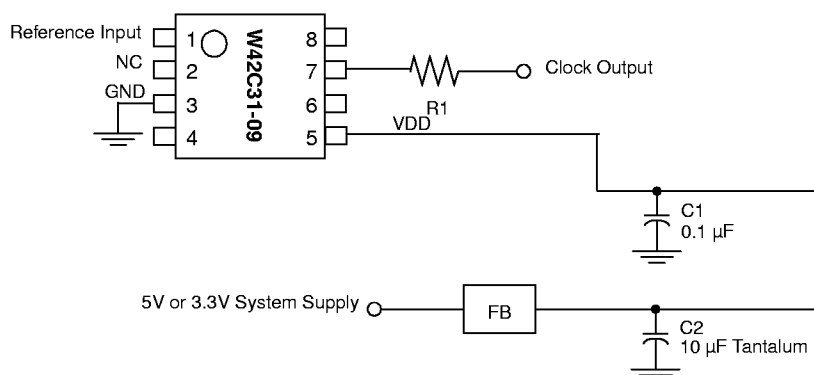 Reference Input
1
8
NC
2
7
Clock Output
GND
3
6
R1
4
5
VDD
W42C31-09
C1
0.1 µF
5V or 3.3V System Supply
FB
C2
10 µF Tantalum